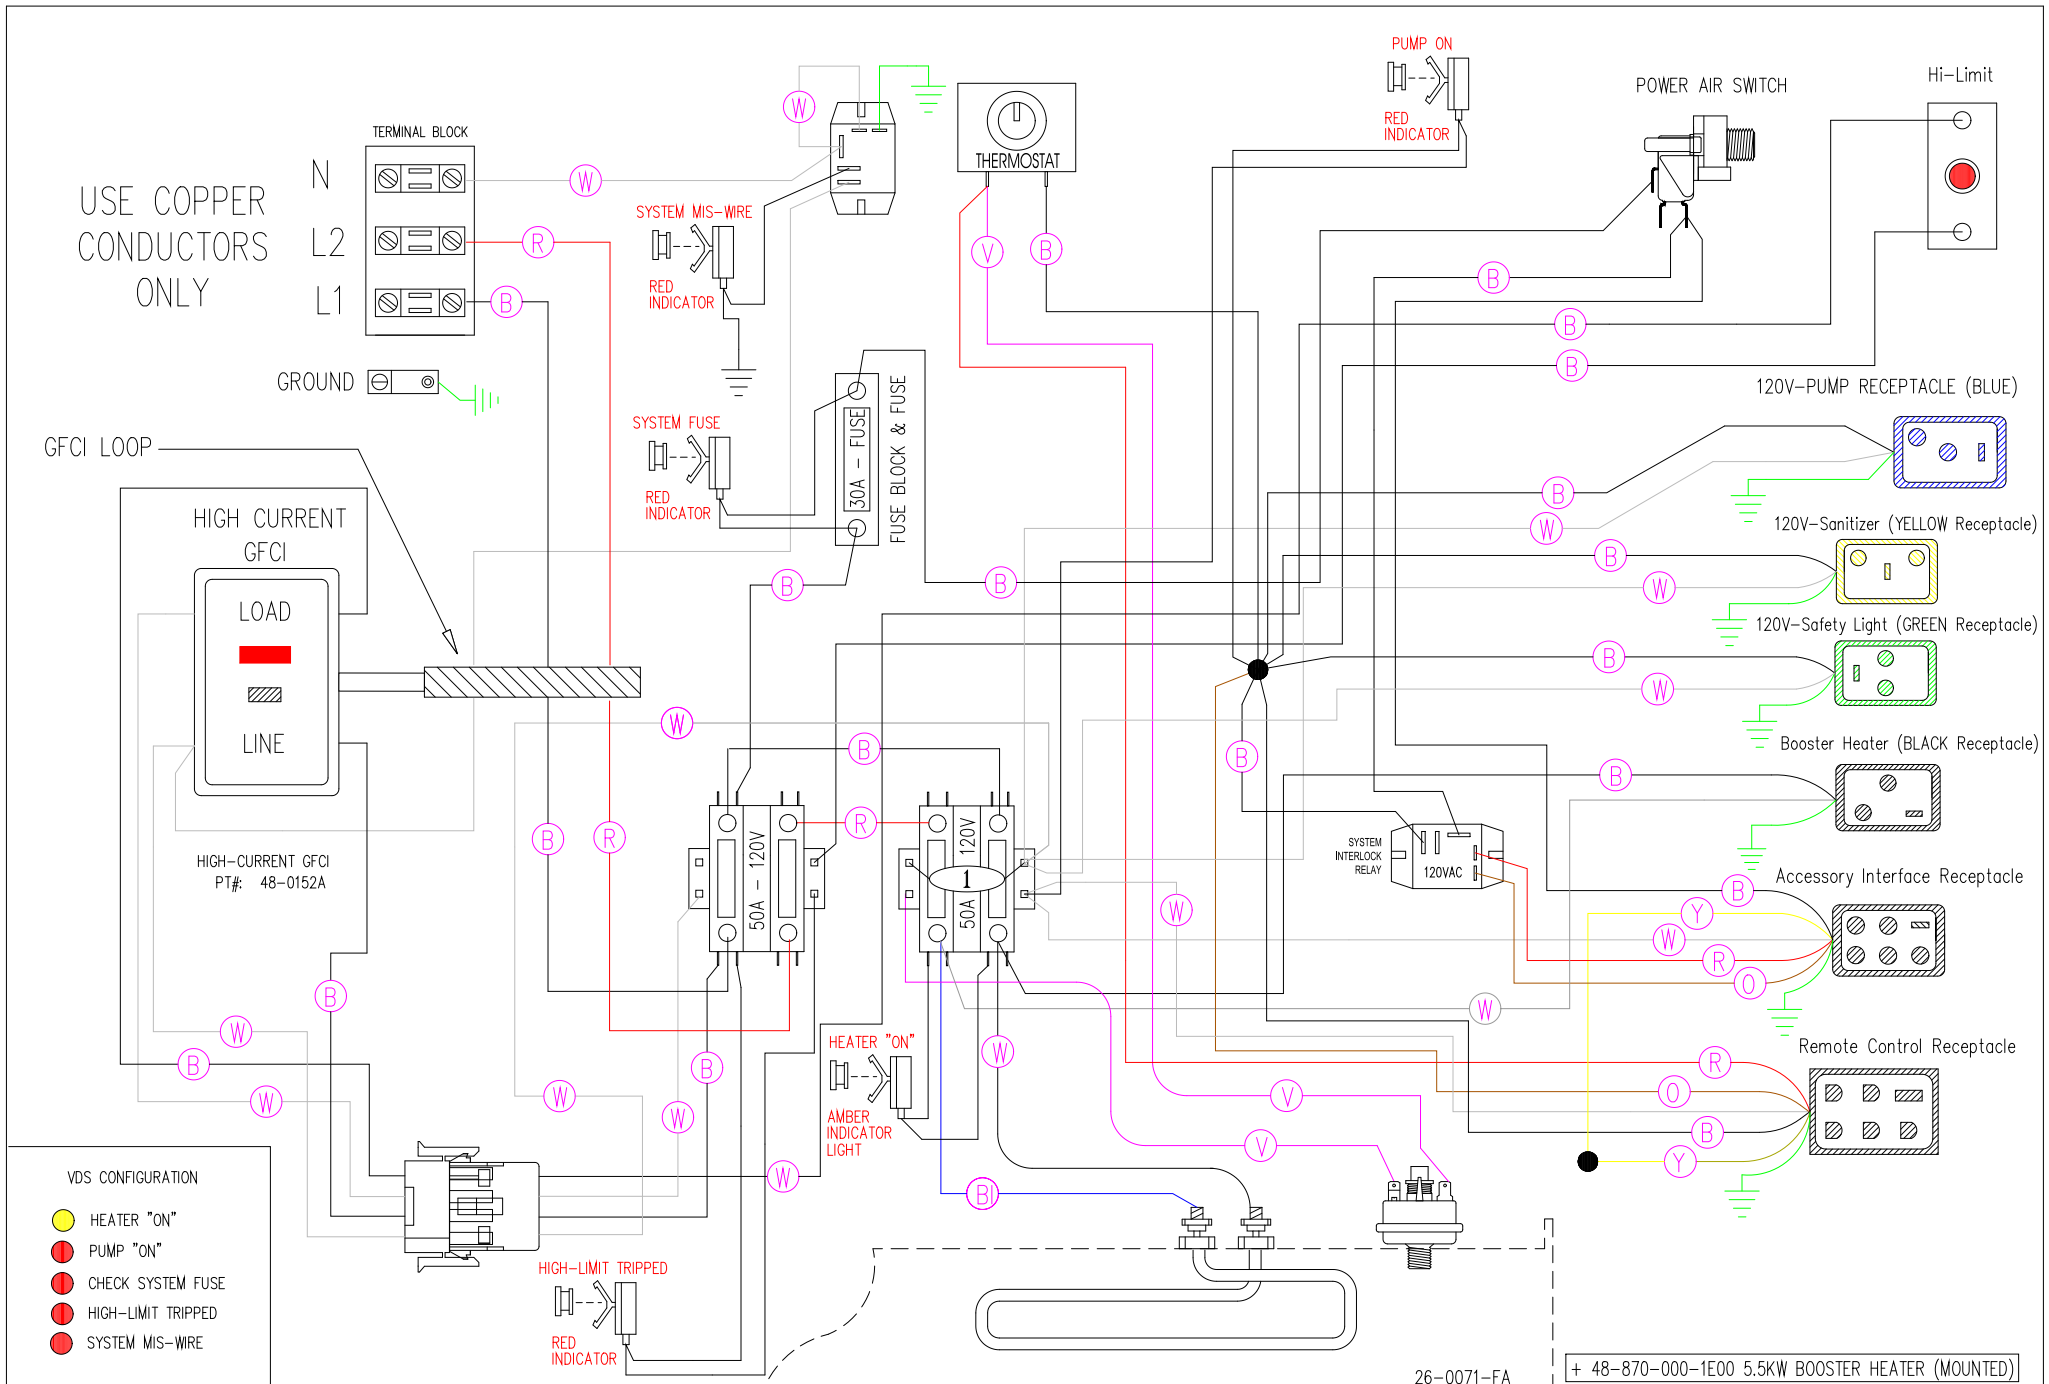 PUMP ON
RED
INDICATOR
POWER AIR SWITCH
Hi-Limit
W
TERMINAL BLOCK
THERMOSTAT
N
L2
L1
W
R
B
USE COPPER
CONDUCTORS
ONLY
SYSTEM MIS-WIRE
RED
INDICATOR
V
B
B
B
B
GROUND
120V-PUMP RECEPTACLE (BLUE)
SYSTEM FUSE
RED
INDICATOR
30A - FUSE
FUSE BLOCK & FUSE
GFCI LOOP
B
W
120V-Sanitizer (YELLOW Receptacle)
HIGH CURRENT
GFCI
LOAD
LINE
B
B
B
W
120V-Safety Light (GREEN Receptacle)
B
W
W
B
B
Booster Heater (BLACK Receptacle)
B
HIGH-CURRENT GFCI
PT#: 48-0152A
B
R
50A - 120V
R
50A
120V
1
SYSTEM
INTERLOCK
RELAY
120VAC
Accessory Interface Receptacle
B
Y
W
R
O
W
W
B
W
B
W
B
W
W
W
HEATER "ON"
AMBER
INDICATOR
LIGHT
W
Remote Control Receptacle
R
O
V
B
V
Y
W
BI
HIGH-LIMIT TRIPPED
RED
INDICATOR
VDS CONFIGURATION
HEATER "ON"
PUMP "ON"
CHECK SYSTEM FUSE
HIGH-LIMIT TRIPPED
SYSTEM MIS-WIRE
26-0071-FA
+ 48-870-000-1E00 5.5KW BOOSTER HEATER (MOUNTED)